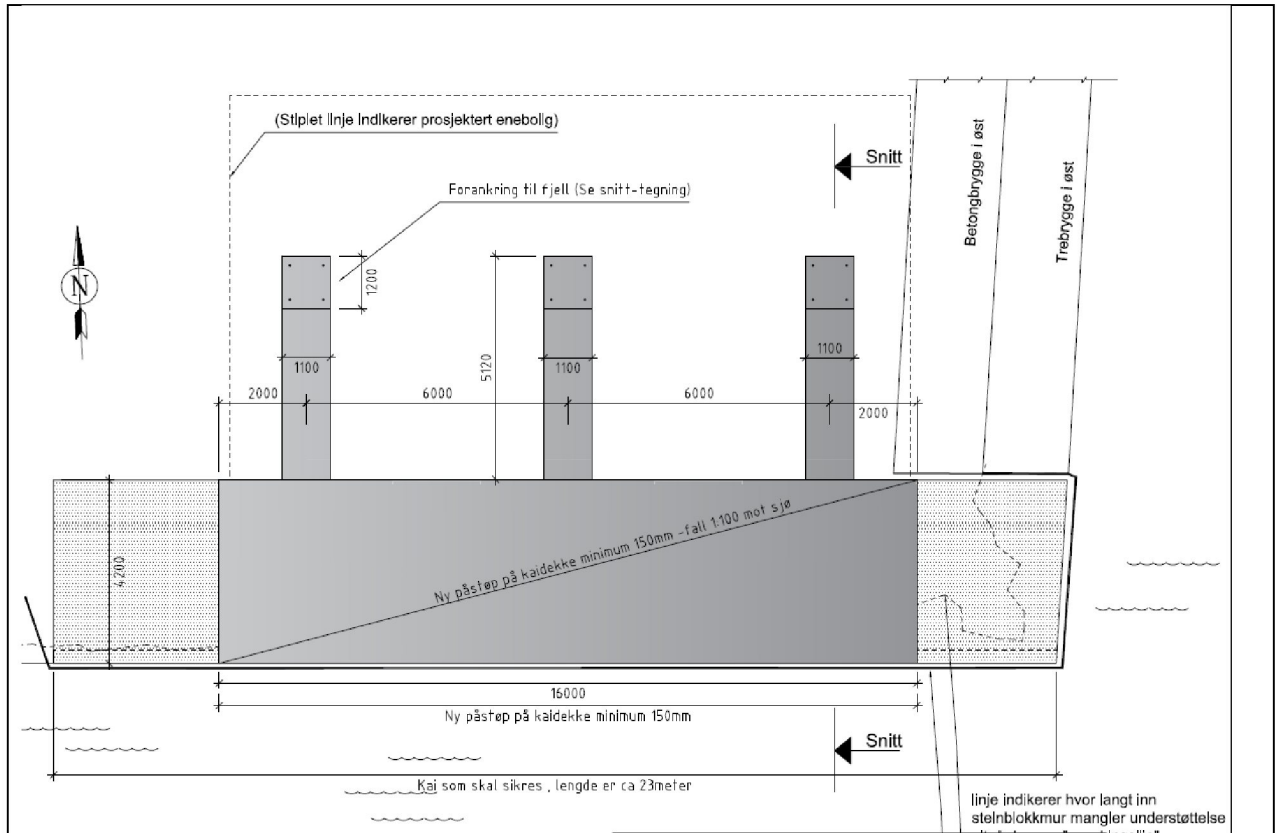 (Stiplet linje indikerer prosjektert enebolig)
Snitt
Forankring til fjell (Se snitt-tegning)
Betongbrygge i øst
Trebrygge i øst
N
1200
5120
1100
1100
1100
2000
6000
6000
2000
4200
Ny påstøp på kaidekke minimum 150mm -fall 1:100 mot sjø
16000
Ny påstøp på kaidekke minimum 150mm
Snitt
Kai som skal sikres , lengde er ca 23meter
linje indikerer hvor langt inn
steinblokkmur mangler understøttelse